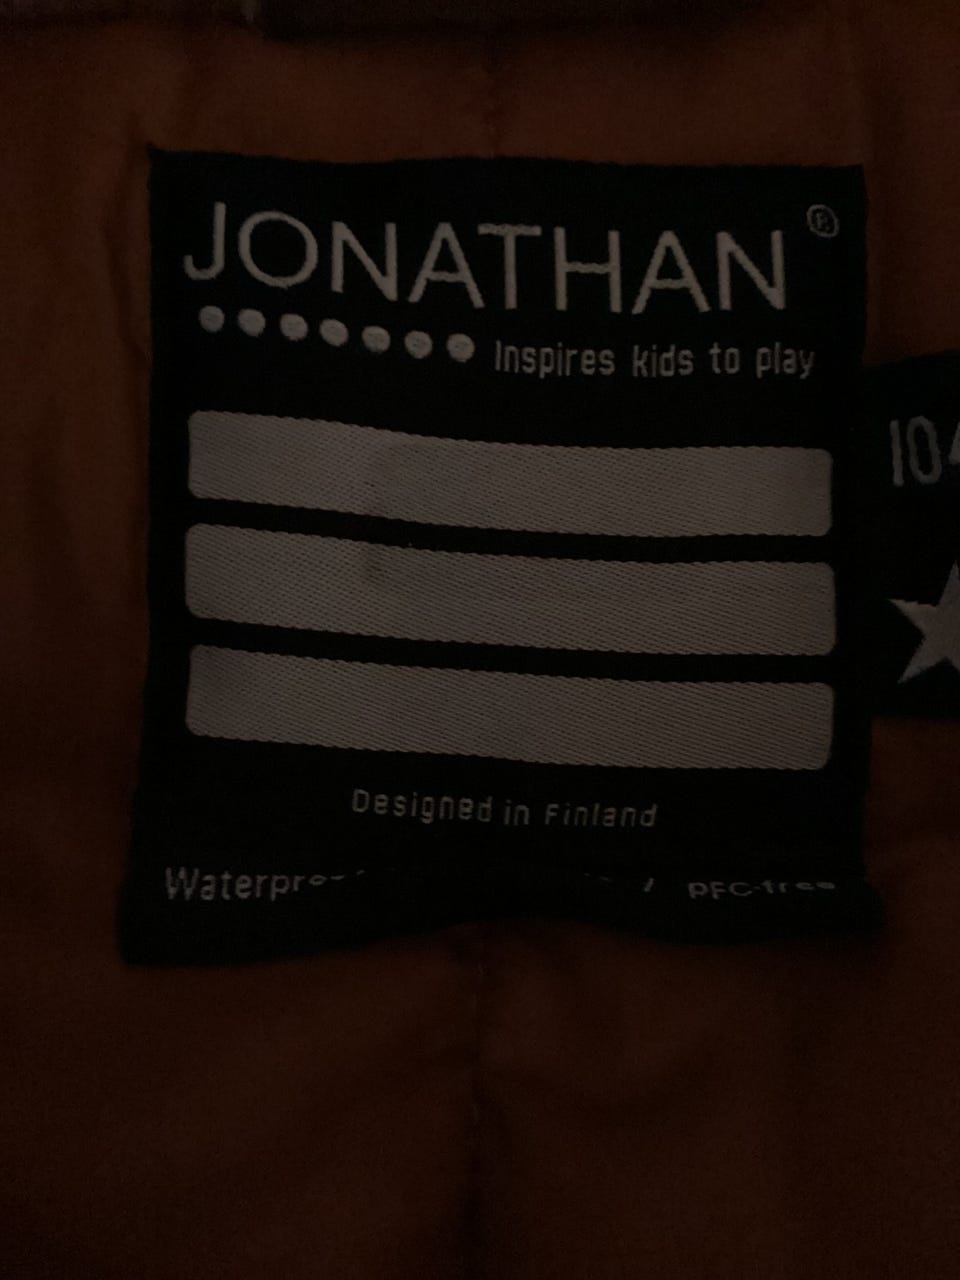 JONATHAN ®
Inspires kids to play
Designed in Finland
/ PFC-free